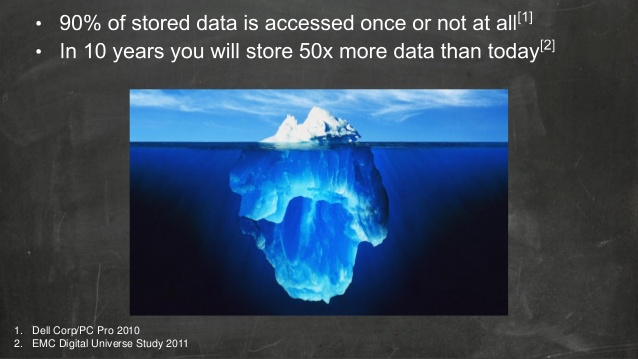 • 90% of stored data is accessed once or not at all[1]
• In 10 years you will store 50x more data than today[2]
1. Dell Corp/PC Pro 2010
2. EMC Digital Universe Study 2011